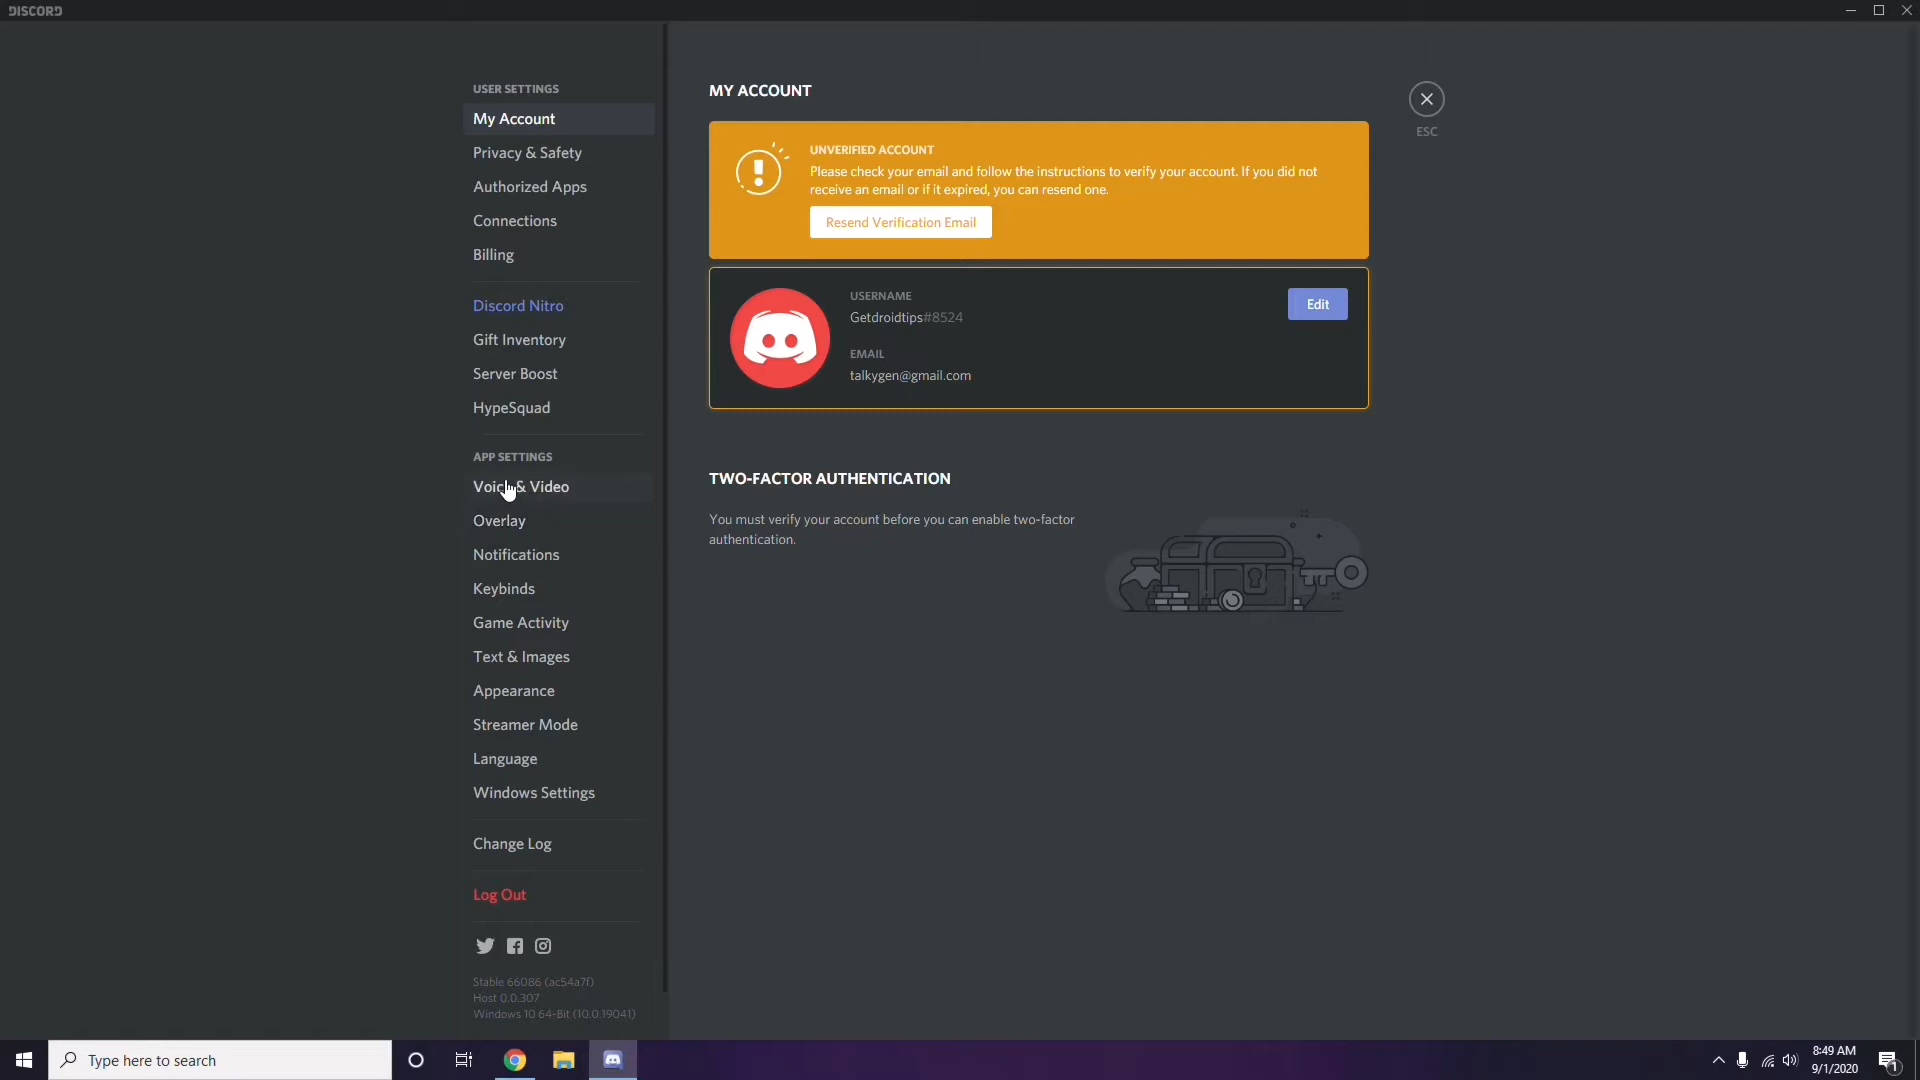 DISCORD
USER SETTINGS
My Account
Privacy & Safety
Authorized Apps
Connections
Billing
Discord Nitro
Gift Inventory
Server Boost
HypeSquad
APP SETTINGS
Voice & Video
Overlay
Notifications
Keybinds
Game Activity
Text & Images
Appearance
Streamer Mode
Language
Windows Settings
Change Log
Log Out
Stable 66086 (ac54a7f)
Host 0.0.307
Windows 10 64-Bit (10.0.19041)
MY ACCOUNT
UNVERIFIED ACCOUNT
Please check your email and follow the instructions to verify your account. If you did not
receive an email or if it expired, you can resend one.
Resend Verification Email
USERNAME
Getdroidtips#8524
Edit
EMAIL
talkygen@gmail.com
TWO-FACTOR AUTHENTICATION
You must verify your account before you can enable two-factor
authentication.
ESC
Type here to search
8:49 AM
9/1/2020
1